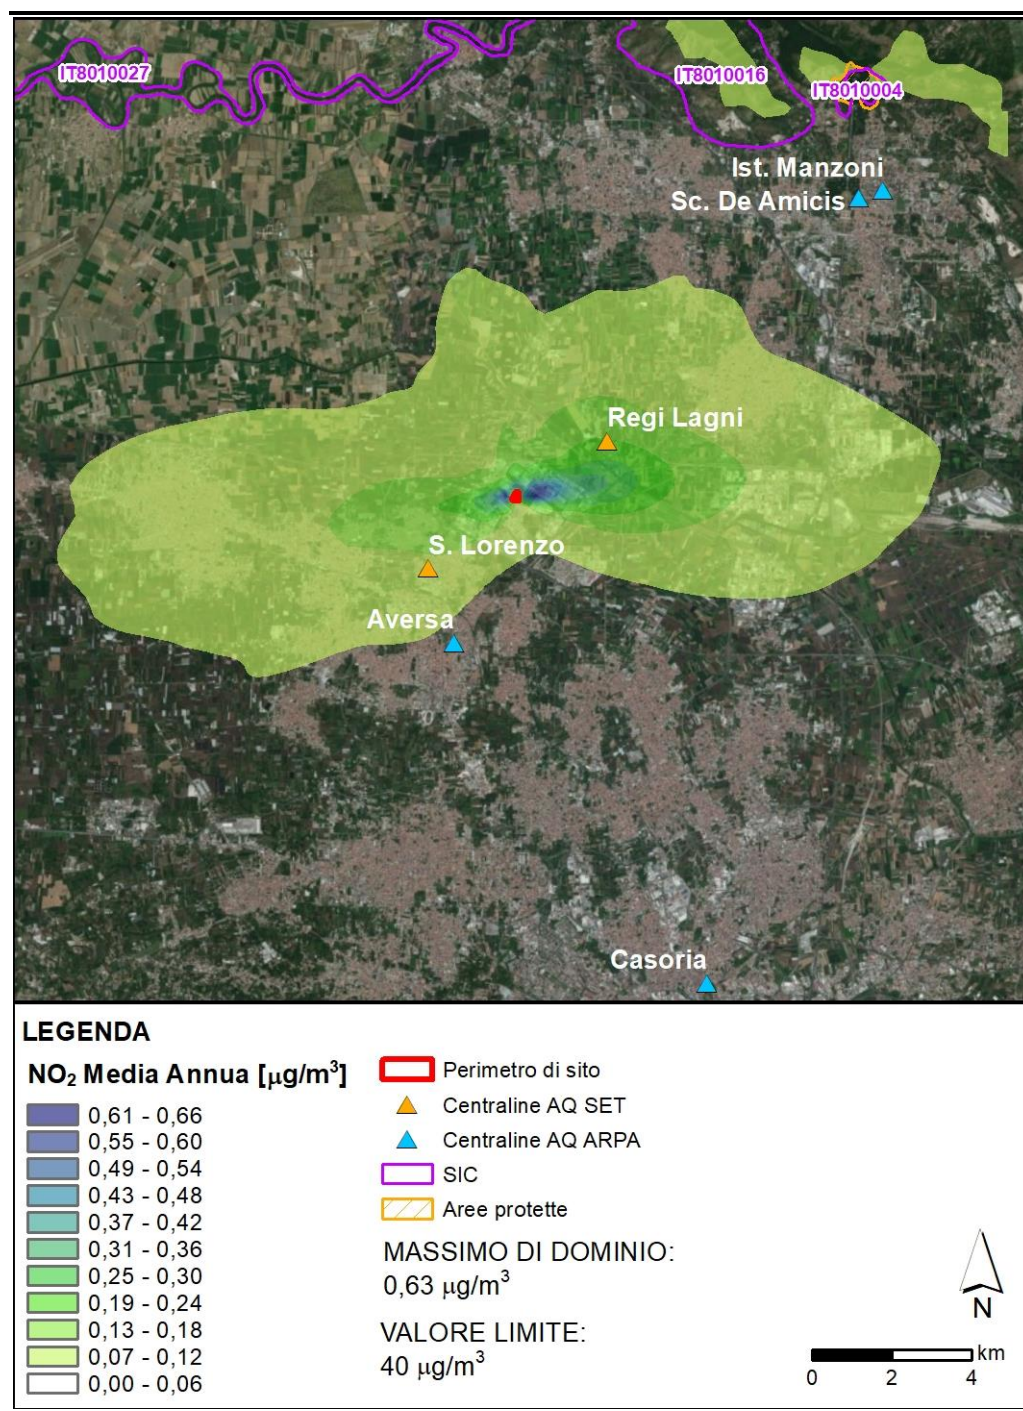 IT8010027
IT8010016
IT8010004
Ist. Manzoni
Sc. De Amicis
Regi Lagni
S. Lorenzo
Aversa
Casoria
LEGENDA
NO₂ Media Annua [µg/m³]
0,61 - 0,66
0,55 - 0,60
0,49 - 0,54
0,43 - 0,48
0,37 - 0,42
0,31 - 0,36
0,25 - 0,30
0,19 - 0,24
0,13 - 0,18
0,07 - 0,12
0,00 - 0,06
Perimetro di sito
Centraline AQ SET
Centraline AQ ARPA
SIC
Aree protette
MASSIMO DI DOMINIO:
0,63 µg/m³
VALORE LIMITE:
40 µg/m³
N
km
0 2 4